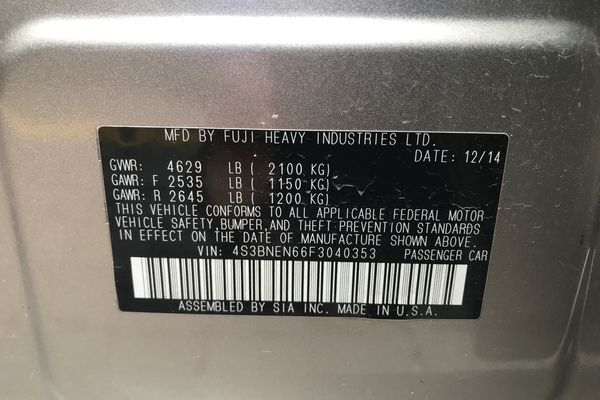 MFD BY FUJI HEAVY INDUSTRIES LTD.
DATE: 12/14
GVWR: 4629 LB ( 2100 KG)
GAWR: F 2535 LB ( 1150 KG)
GAWR: R 2645 LB ( 1200 KG)
THIS VEHICLE CONFORMS TO ALL APPLICABLE FEDERAL MOTOR
VEHICLE SAFETY, BUMPER, AND THEFT PREVENTION STANDARDS
IN EFFECT ON THE DATE OF MANUFACTURE SHOWN ABOVE.
VIN: 4S3BNEN66F3040353 PASSENGER CAR
ASSEMBLED BY SIA INC. MADE IN U.S.A.